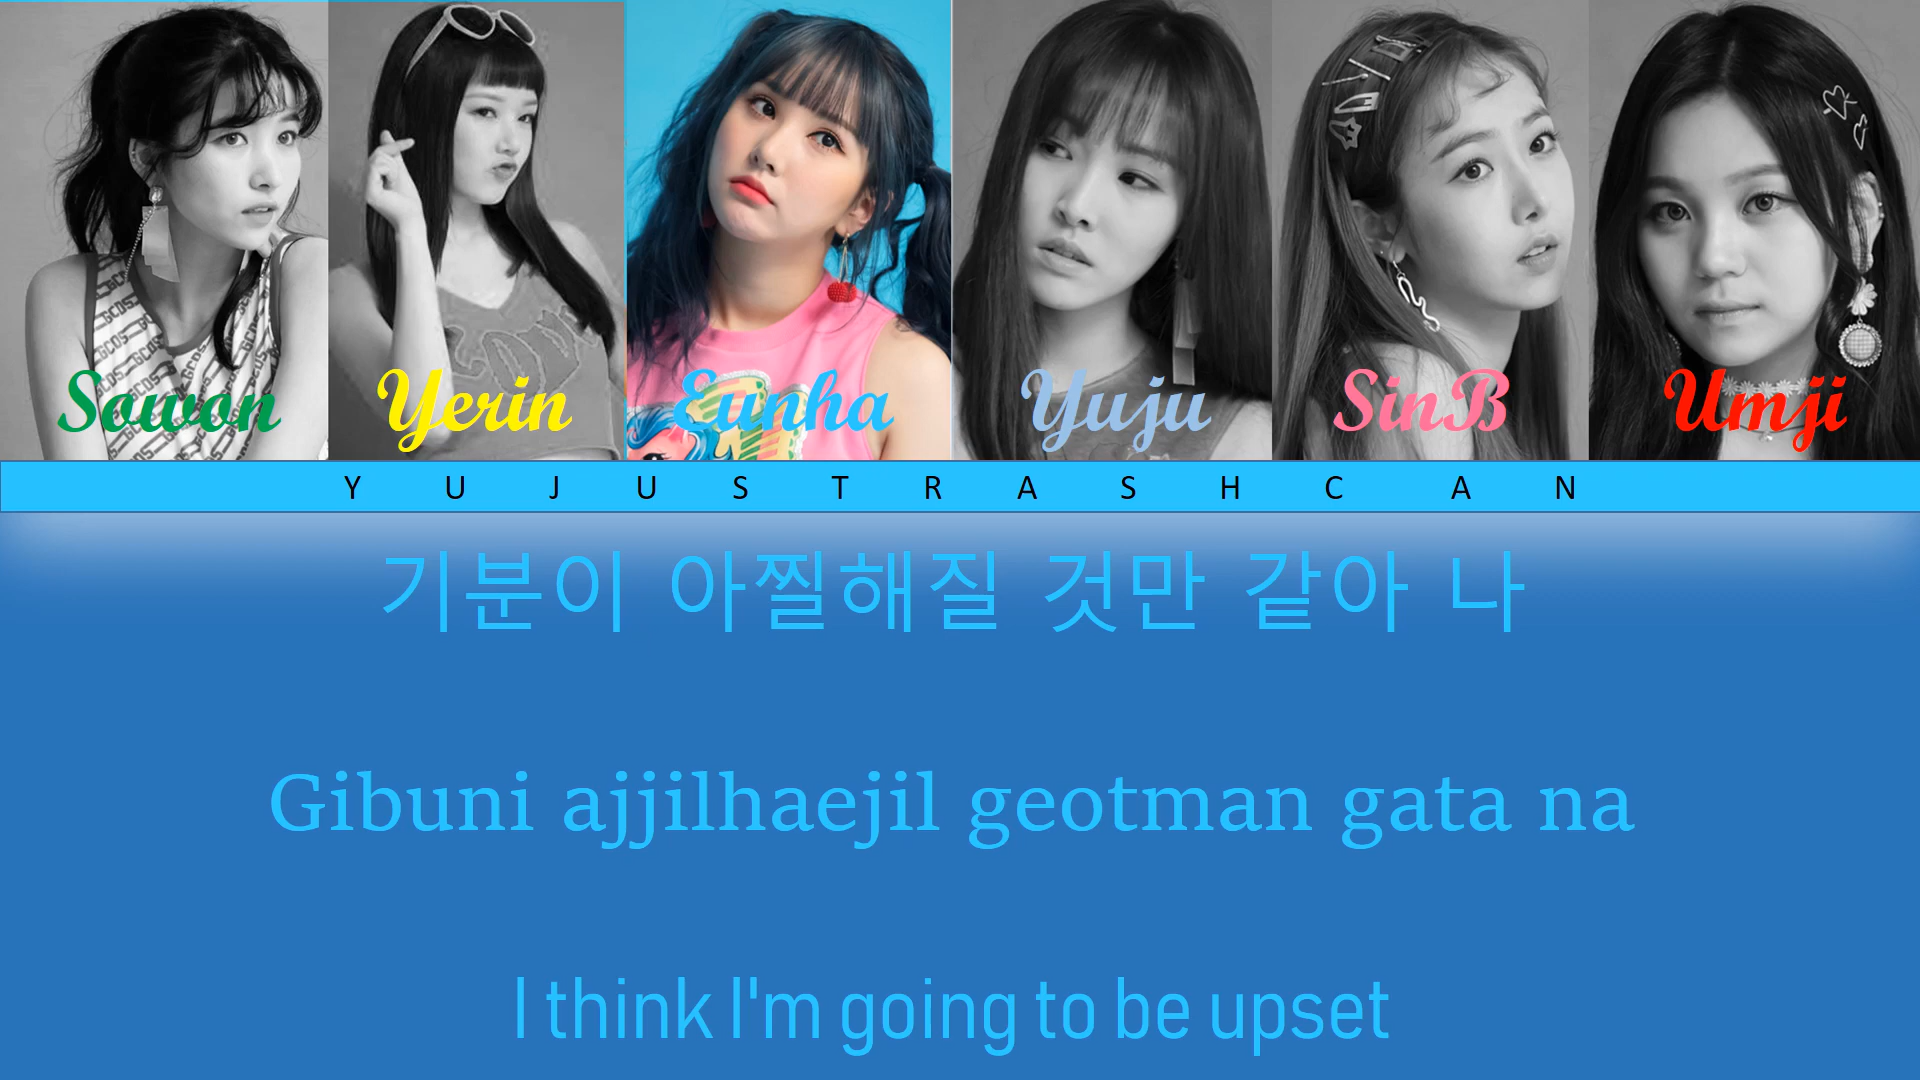 Sowon Yerin Eunha Yuju SinB Umji
YUJUSTRASHCAN
기분이 아찔해질 것만 같아 나
Gibuni ajjilhaejil geotman gata na
I think I'm going to be upset